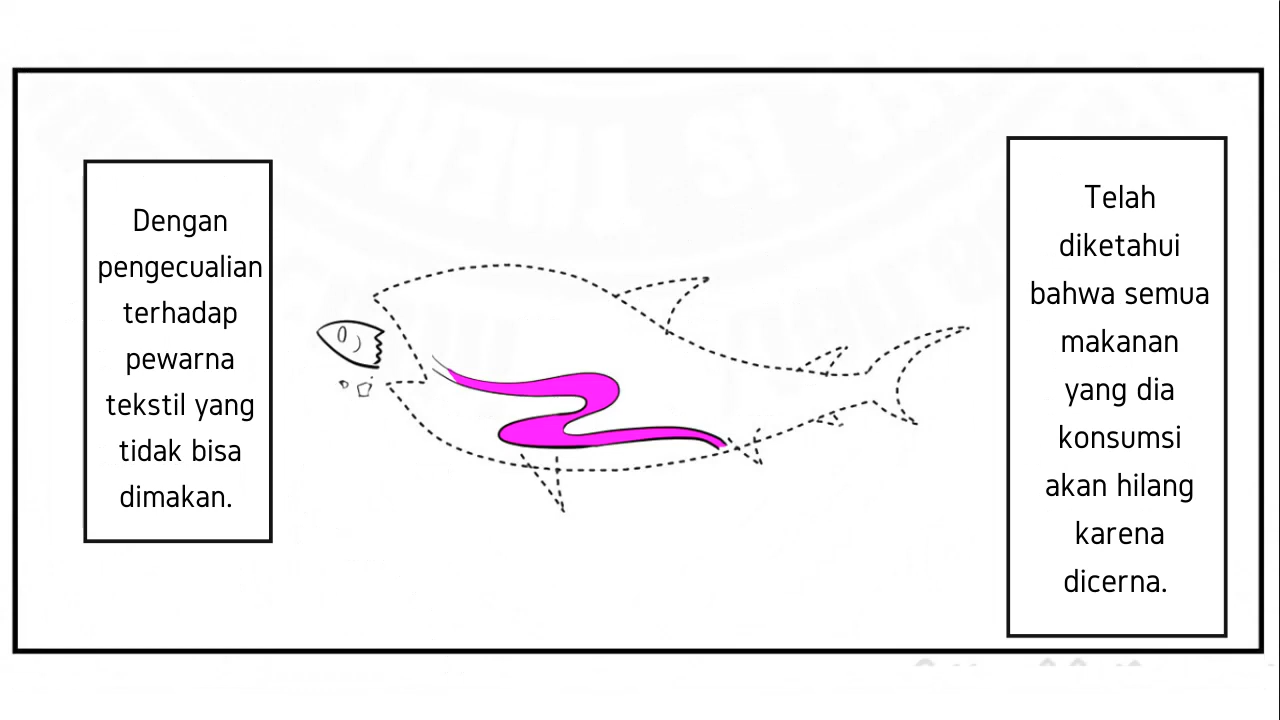 Telah
diketahui
bahwa semua
makanan
yang dia
konsumsi
akan hilang
karena
dicerna.
Dengan
pengecualian
terhadap
pewarna
tekstil yang
tidak bisa
dimakan.